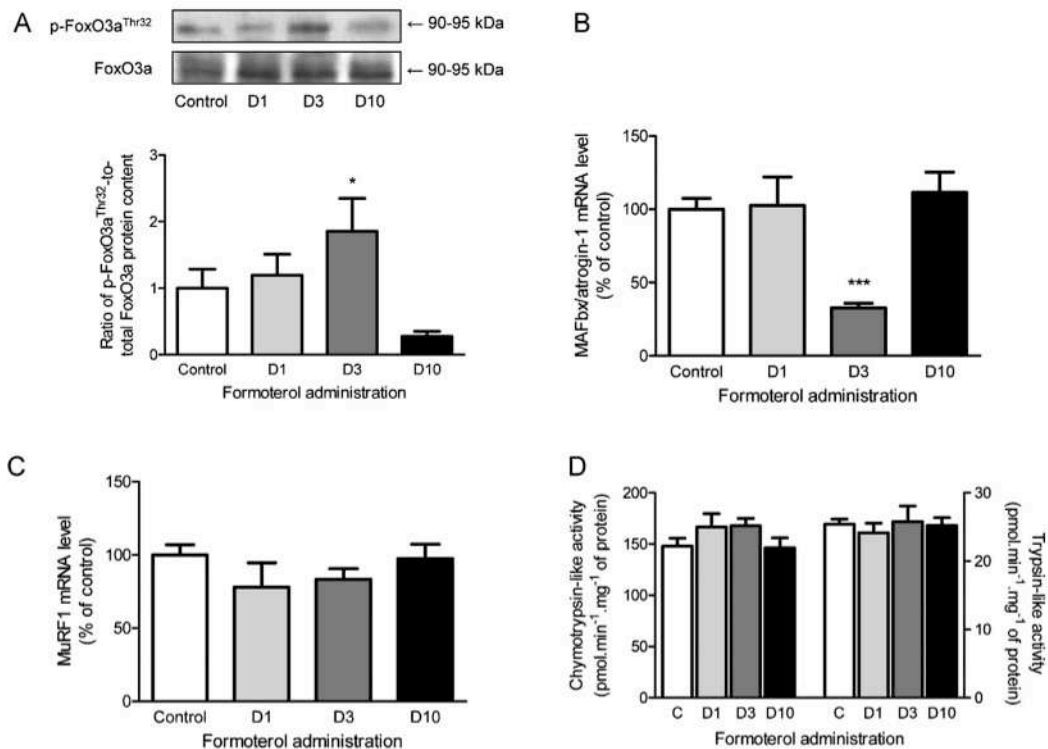 A
p-FoxO3aThr32
← 90-95 kDa
FoxO3a
← 90-95 kDa
Control D1 D3 D10
Ratio of p-FoxO3aThr32-to-
total FoxO3a protein content
3
2
1
0
*
Control D1 D3 D10
Formoterol administration
B
MAFbx/atrogin-1 mRNA level
(% of control)
150
100
50
0
***
Control D1 D3 D10
Formoterol administration
C
MuRF1 mRNA level
(% of control)
150
100
50
0
Control D1 D3 D10
Formoterol administration
D
Chymotrypsin-like activity
(pmol.min-1.mg-1 of protein)
200
150
100
50
0
30
20
10
0
Trypsin-like activity
(pmol.min-1.mg-1 of protein)
C D1 D3 D10 C D1 D3 D10
Formoterol administration